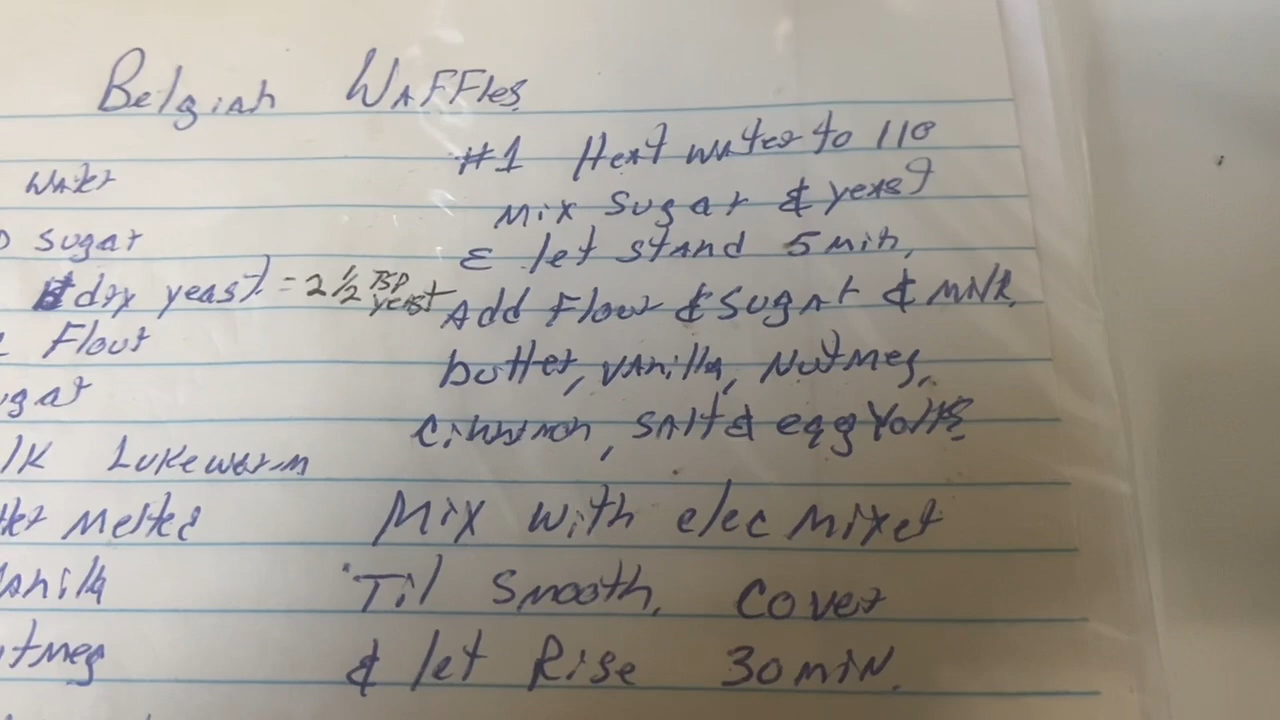 Belgian WAFFles
#1 Heat water to 110
Water
Mix Sugar & yeast
Sugar
& let stand 5 min,
dry yeast = 2 1/2 TSP yeast
Add Flour & Sugar & Milk
Flour
butter, vanilla, Nutmeg,
ugar
Cinnamon, SAlt & egg Yolks
lk Lukewarm
Mix with elec Mixer
tter Melted
'Til Smooth, Cover
anilla
& let Rise 30 MiN.
tmeg